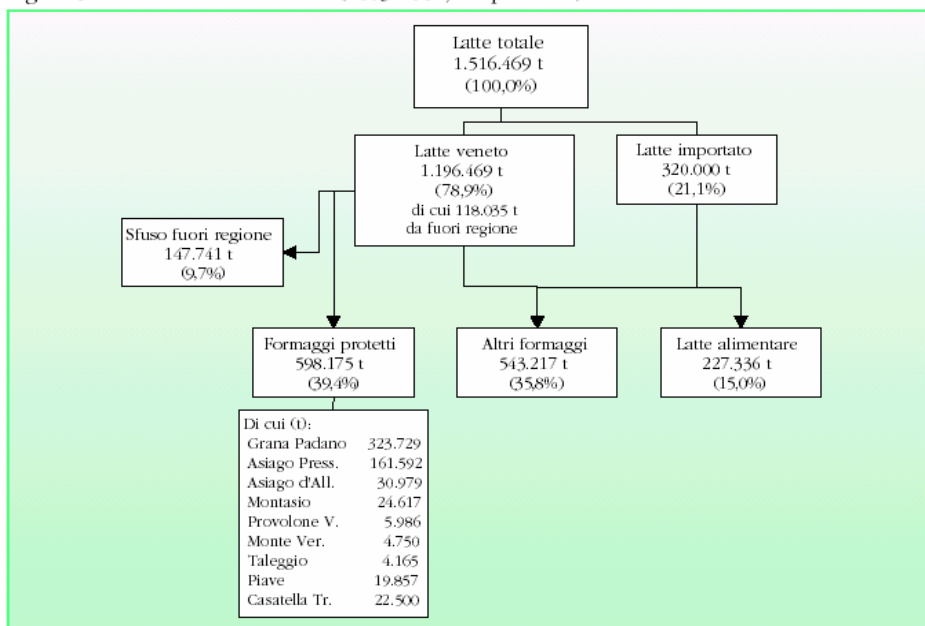 Latte totale
1.516.469 t
(100,0%)
Latte veneto
1.196.469 t
(78,9%)
di cui 118.035 t
da fuori regione
Latte importato
320.000 t
(21,1%)
Sfuso fuori regione
147.741 t
(9,7%)
Formaggi protetti
598.175 t
(39,4%)
Altri formaggi
543.217 t
(35,8%)
Latte alimentare
227.336 t
(15,0%)
Di cui (t):
Grana Padano 323.729
Asiago Press. 161.592
Asiago d'All. 30.979
Montasio 24.617
Provolone V. 5.986
Monte Ver. 4.750
Taleggio 4.165
Piave 19.857
Casatella Tr. 22.500